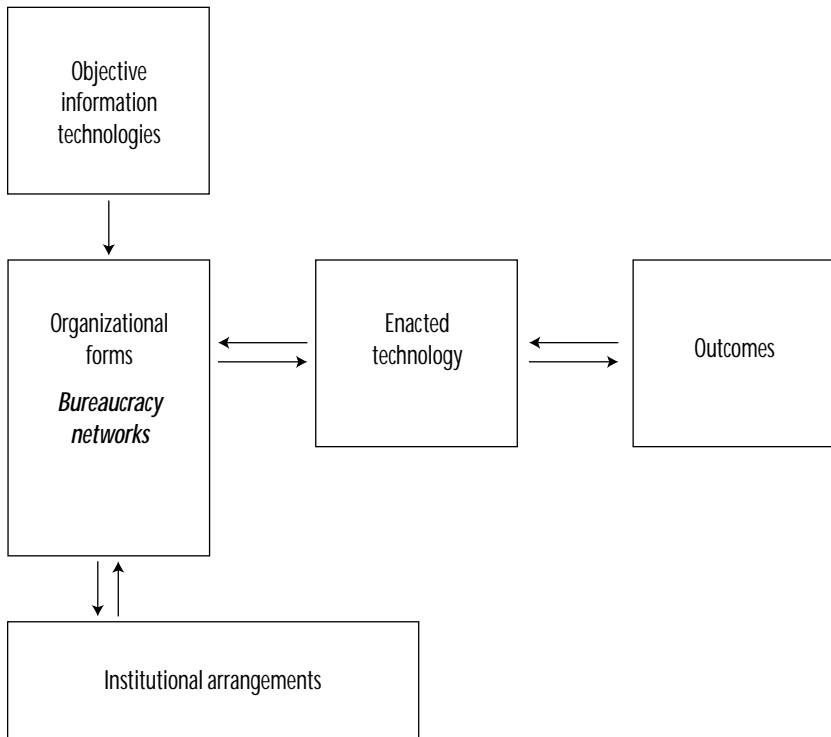 Objective
information
technologies
Organizational
forms
Bureaucracy
networks
Enacted
technology
Outcomes
Institutional arrangements